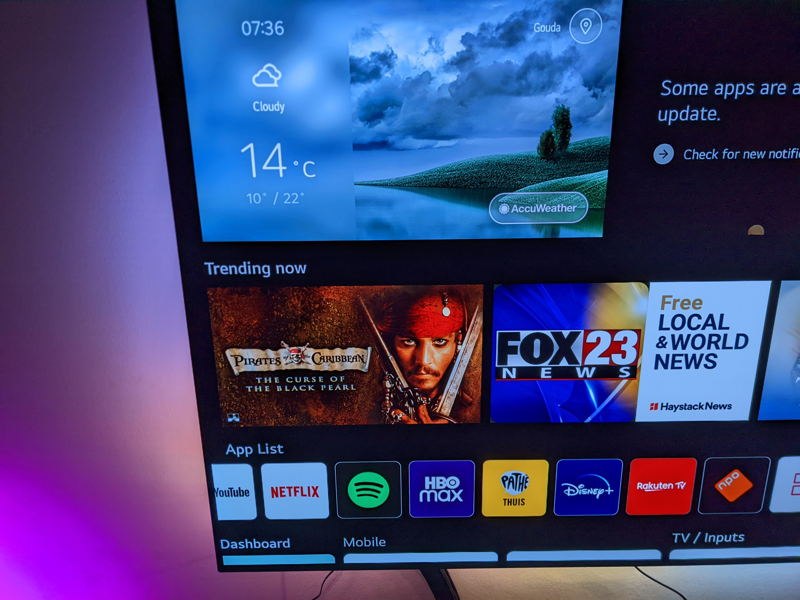 07:36
Cloudy
14°C
10° / 22°
Gouda
AccuWeather
Some apps are a
update.
Check for new notifi
Trending now
PIRATES of the CARIBBEAN
THE CURSE OF
THE BLACK PEARL
FOX 23
NEWS
Free
LOCAL
& WORLD
NEWS
Haystack News
App List
YouTube
NETFLIX
HBO
max
PATHÉ
THUIS
Disney+
Rakuten TV
npo
Dashboard
Mobile
TV / Inputs